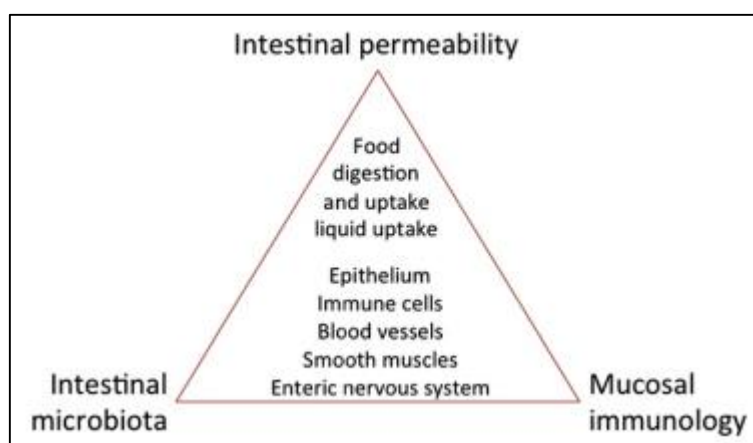 Intestinal permeability
Food
digestion
and uptake
liquid uptake
Epithelium
Immune cells
Blood vessels
Smooth muscles
Enteric nervous system
Intestinal
microbiota
Mucosal
immunology